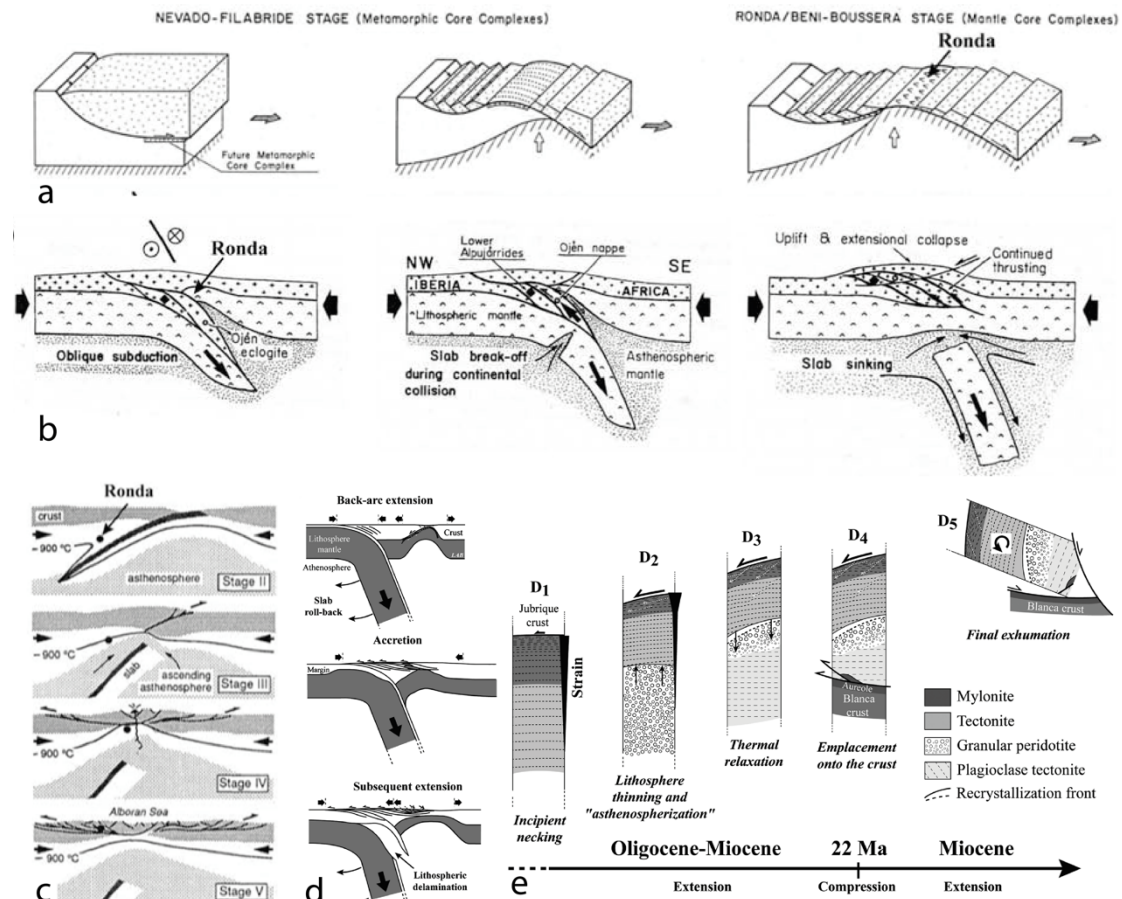 NEVADO-FILABRIDE STAGE (Metamorphic Core Complexes)
RONDA/BENI-BOUSSERA STAGE (Mantle Core Complexes)
Ronda
Future Metamorphic
Core Complex
a
Ronda
Ojén
eclogite
Oblique subduction
Lower
Alpujárrides
Ojén nappe
NW
SE
IBERIA
AFRICA
Lithospheric mantle
Slab break-off
during continental
collision
Asthenospheric
mantle
Uplift & extensional collapse
Continued
thrusting
Slab sinking
b
Ronda
crust
~900 °C
asthenosphere
Stage II
~900 °C
slab
ascending
asthenosphere
Stage III
~900 °C
Stage IV
Alboran Sea
~900 °C
Stage V
c
Back-arc extension
Lithosphere
mantle
Crust
LAB
Athenosphere
Slab
roll-back
Accretion
Margin
Subsequent extension
Lithospheric
delamination
d
D1
Jubrique
crust
Strain
Incipient
necking
D2
Lithosphere
thinning and
"asthenospherization"
D3
Thermal
relaxation
D4
Aureole
Blanca
crust
Emplacement
onto the crust
D5
Blanca crust
Final exhumation
Mylonite
Tectonite
Granular peridotite
Plagioclase tectonite
Recrystallization front
Oligocene-Miocene
22 Ma
Miocene
Extension
Compression
Extension
e